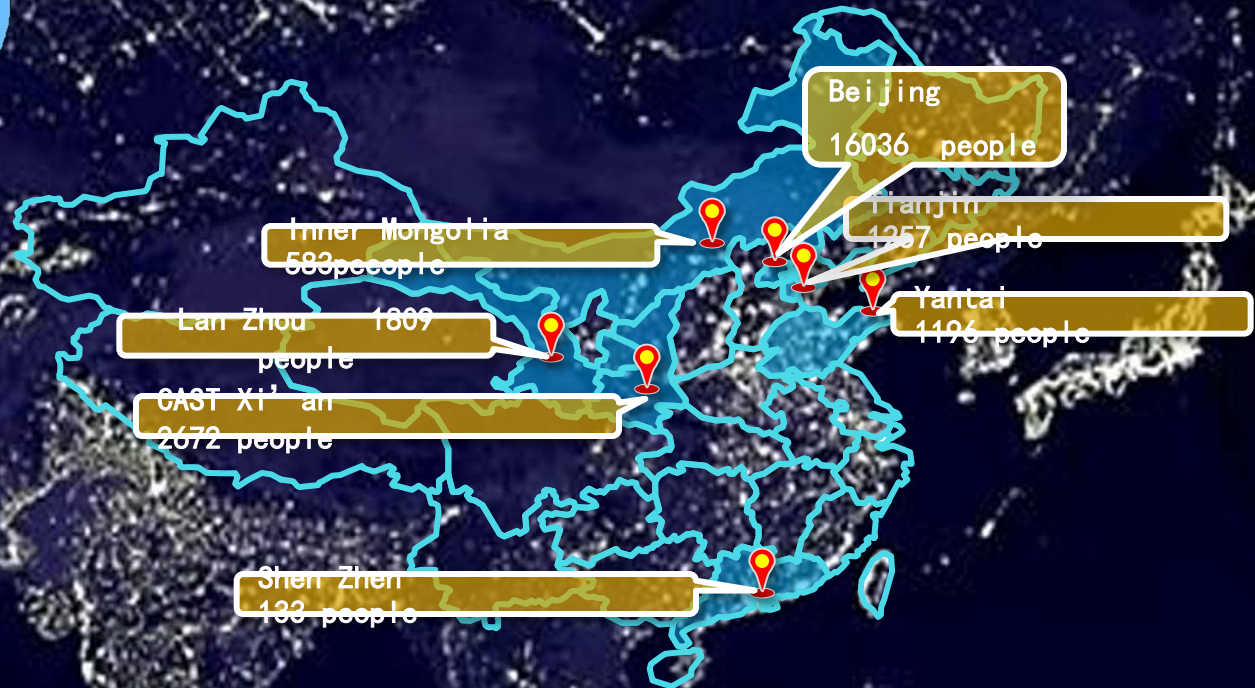 Beijing
16036 people
Tianjin
1257 people
Inner Mongolia
583peoople
Yantai
1196 people
Lan Zhou 1809
people
CAST Xi’an
2672 people
Shen Zhen
133 people